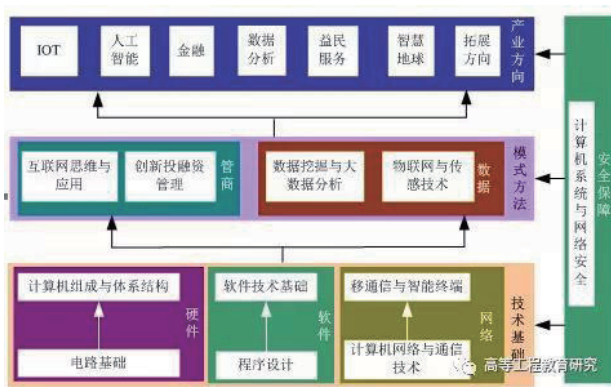 IOT
人工
智能
金融
数据
分析
益民
服务
智慧
地球
拓展
方向
产业方向
互联网思维与
应用
创新投融资
管理
管商
数据挖掘与大
数据分析
物联网与传
感技术
数据
模式方法
计算机组成与体系结构
电路基础
硬件
软件技术基础
程序设计
软件
移通信与智能终端
计算机网络与通信
技术
网络
技术基础
计算机系统与网络安全
安全保障
高等工程教育研究